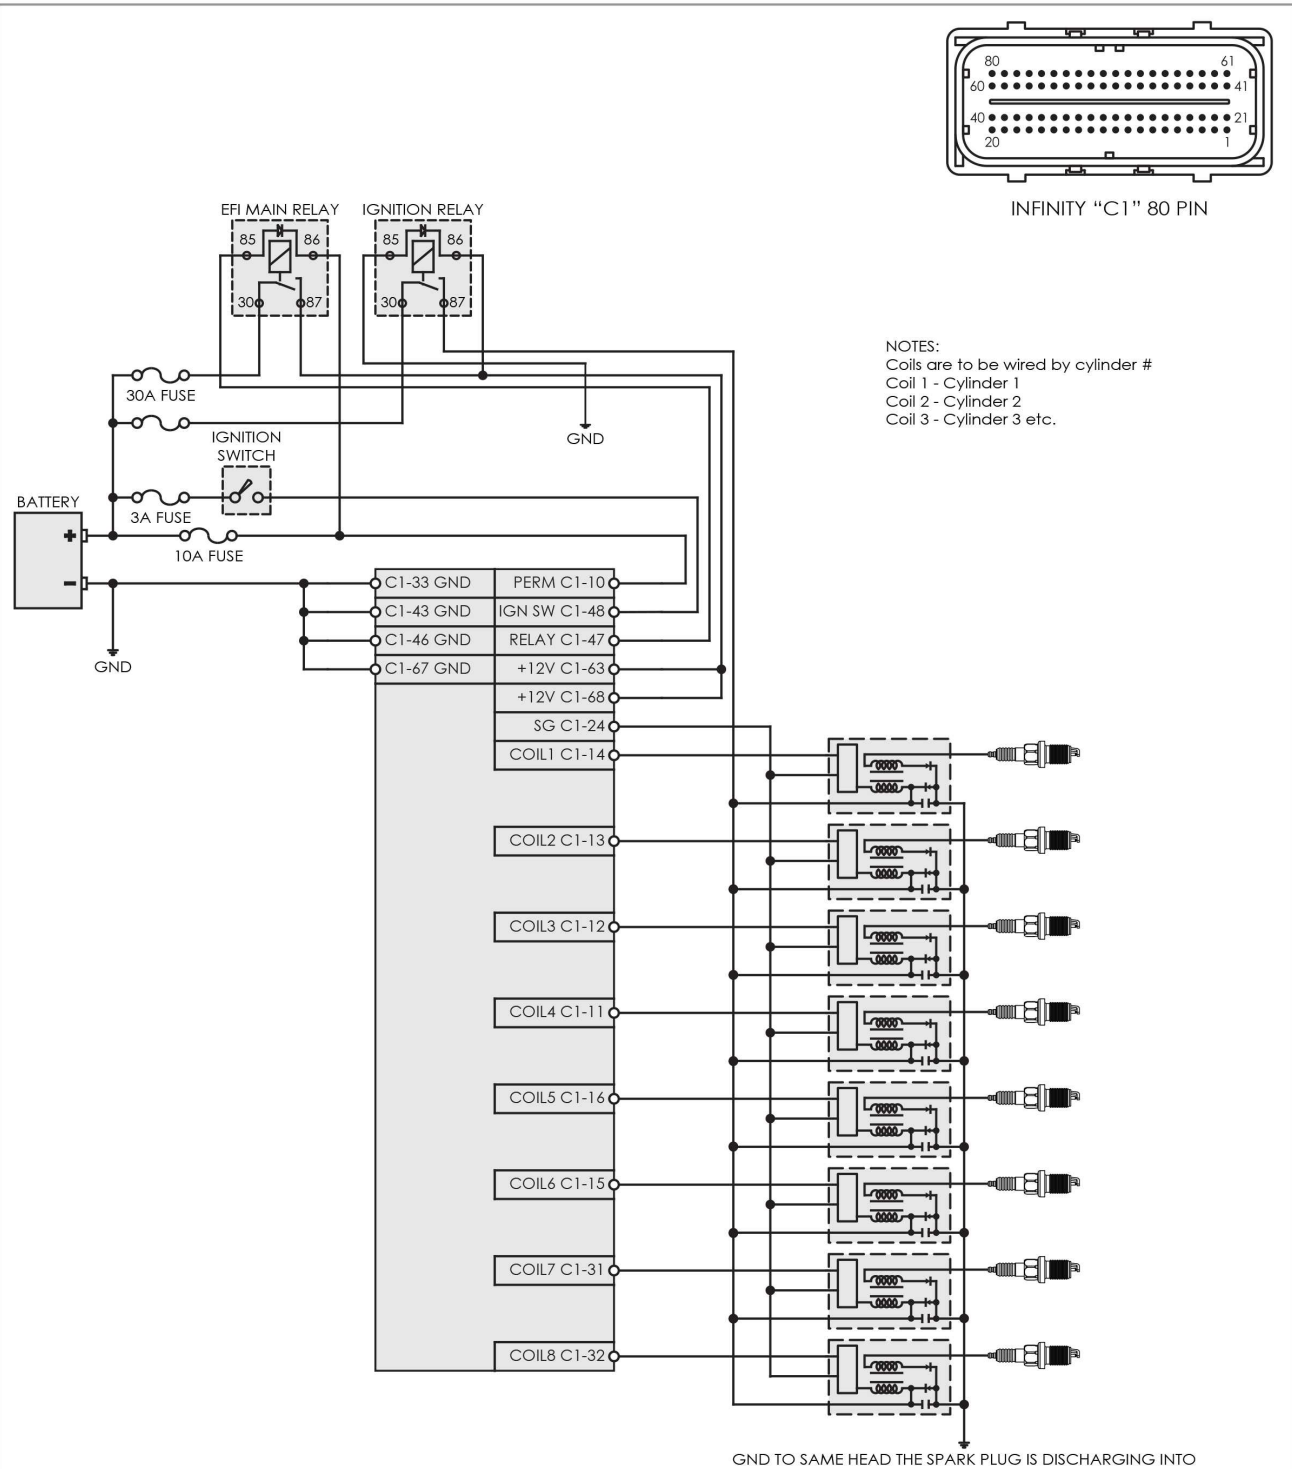 80
61
60
41
40
21
20
1
INFINITY “C1” 80 PIN
EFI MAIN RELAY
IGNITION RELAY
85
86
85
86
30
87
30
87
NOTES:
Coils are to be wired by cylinder #
Coil 1 - Cylinder 1
Coil 2 - Cylinder 2
Coil 3 - Cylinder 3 etc.
30A FUSE
IGNITION
SWITCH
GND
BATTERY
3A FUSE
10A FUSE
+
-
GND
C1-33 GND
PERM C1-10
C1-43 GND
IGN SW C1-48
C1-46 GND
RELAY C1-47
C1-67 GND
+12V C1-63
+12V C1-68
SG C1-24
COIL1 C1-14
COIL2 C1-13
COIL3 C1-12
COIL4 C1-11
COIL5 C1-16
COIL6 C1-15
COIL7 C1-31
COIL8 C1-32
GND TO SAME HEAD THE SPARK PLUG IS DISCHARGING INTO